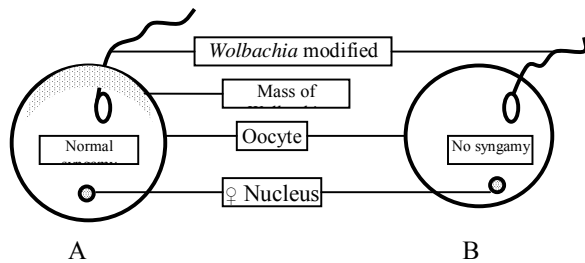 Wolbachia modified
Mass of
Normal
Oocyte
No syngamy
♀ Nucleus
A
B